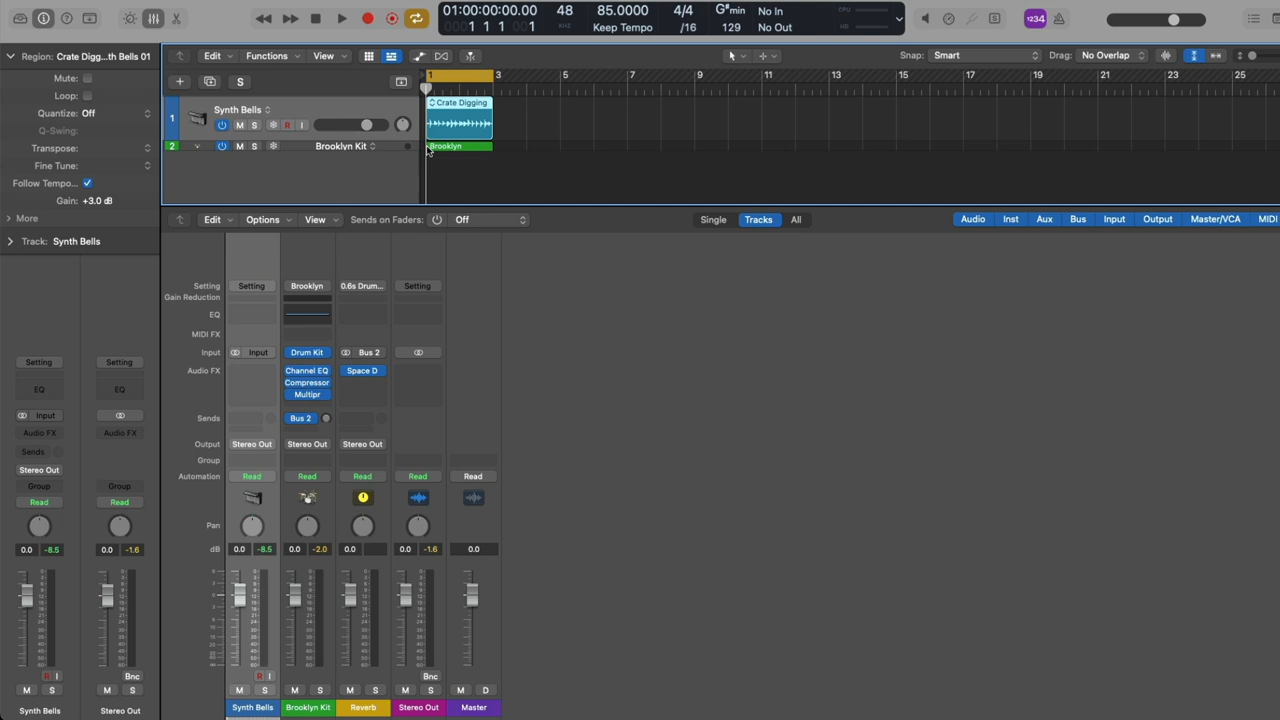 01:00:00:00.00 48 85.0000 4/4 G#min No In
1 1 1 1 KHZ Keep Tempo /16 129 No Out
CPU
HD
1234
Region: Crate Digg...th Bells 01
Mute:
Loop:
Quantize: Off
Q-Swing:
Transpose:
Fine Tune:
Follow Tempo...
Gain: +3.0 dB
More
Track: Synth Bells
Edit Functions View Snap: Smart Drag: No Overlap
S
1 3 5 7 9 11 13 15 17 19 21 23 25
1 Synth Bells Crate Digging
M S R I
2 M S Brooklyn Kit Brooklyn
Edit Options View Sends on Faders: Off Single Tracks All Audio Inst Aux Bus Input Output Master/VCA MIDI
Setting Setting Brooklyn 0.6s Drum... Setting
Gain Reduction
EQ
MIDI FX
Input Input Drum Kit Bus 2
Audio FX Channel EQ Space D
Compressor
Multipr
Sends Bus 2
Output Stereo Out Stereo Out Stereo Out
Group
Automation Read Read Read Read Read
Pan
dB 0.0 -8.5 0.0 -2.0 0.0 0.0 -1.6 0.0
R I Bnc
M S M S M S M S M D
Synth Bells Brooklyn Kit Reverb Stereo Out Master
Setting Setting
EQ EQ
Input
Audio FX Audio FX
Sends
Stereo Out
Group Group
Read Read
0.0 -8.5 0.0 -1.6
R I Bnc
M S M S
Synth Bells Stereo Out